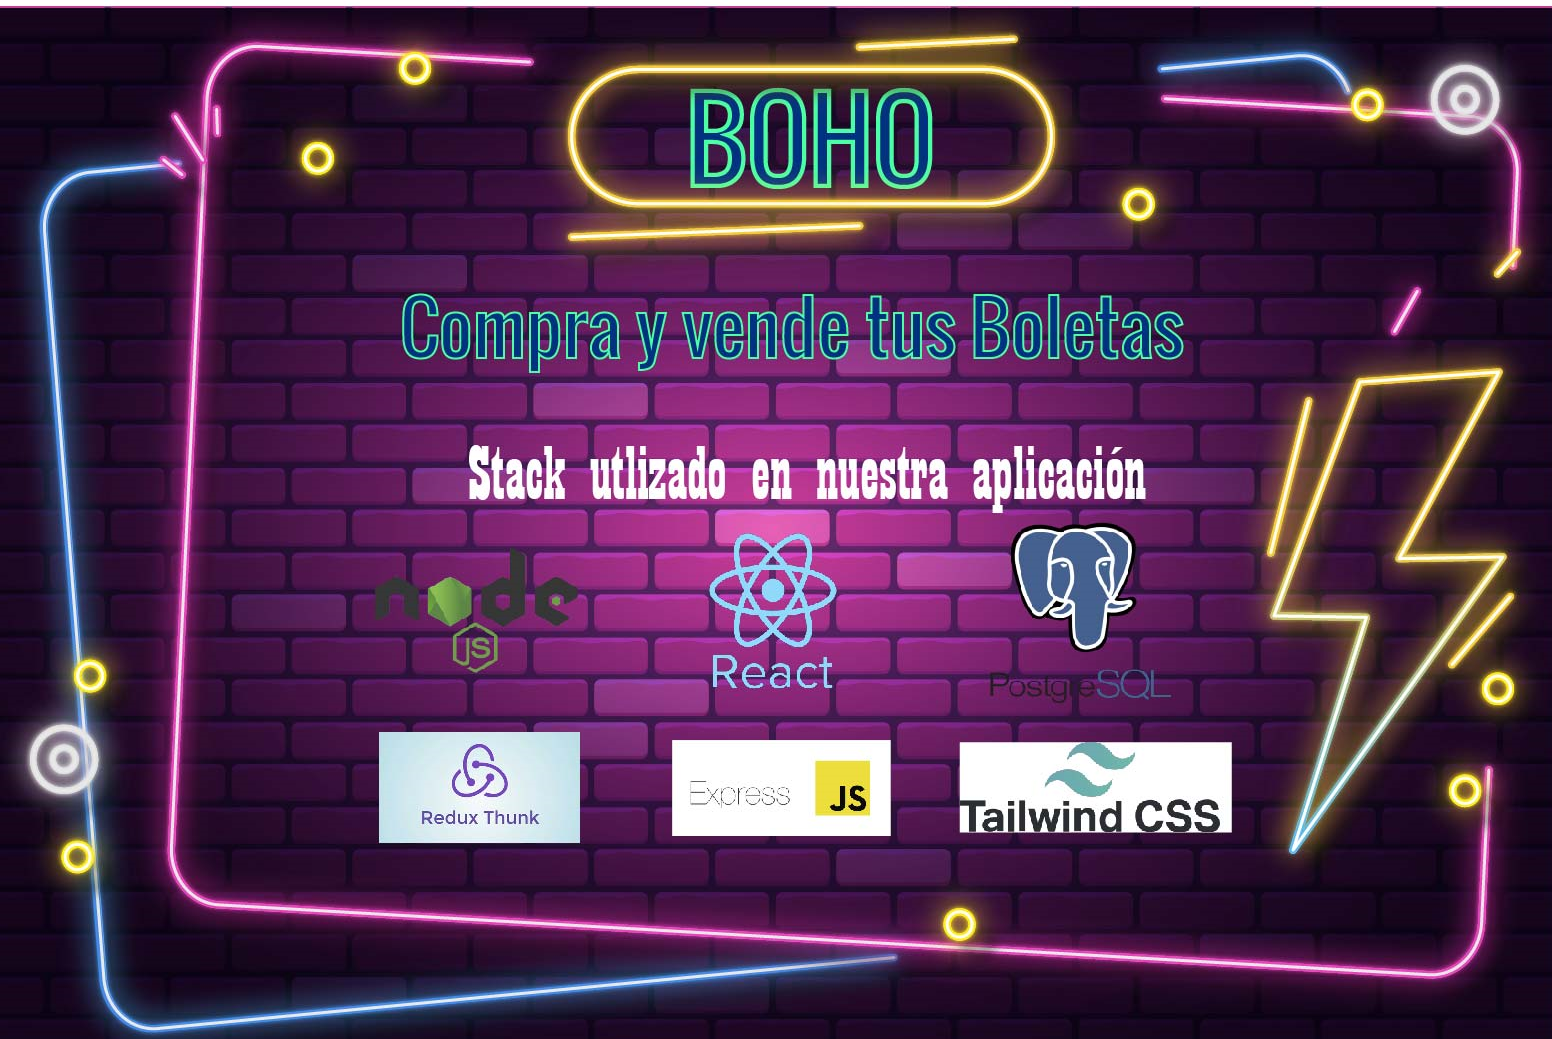 BOHO
Compra y vende tus Boletas
Stack utlizado en nuestra aplicación
node
JS
React
PostgreSQL
Redux Thunk
Express JS
Tailwind CSS